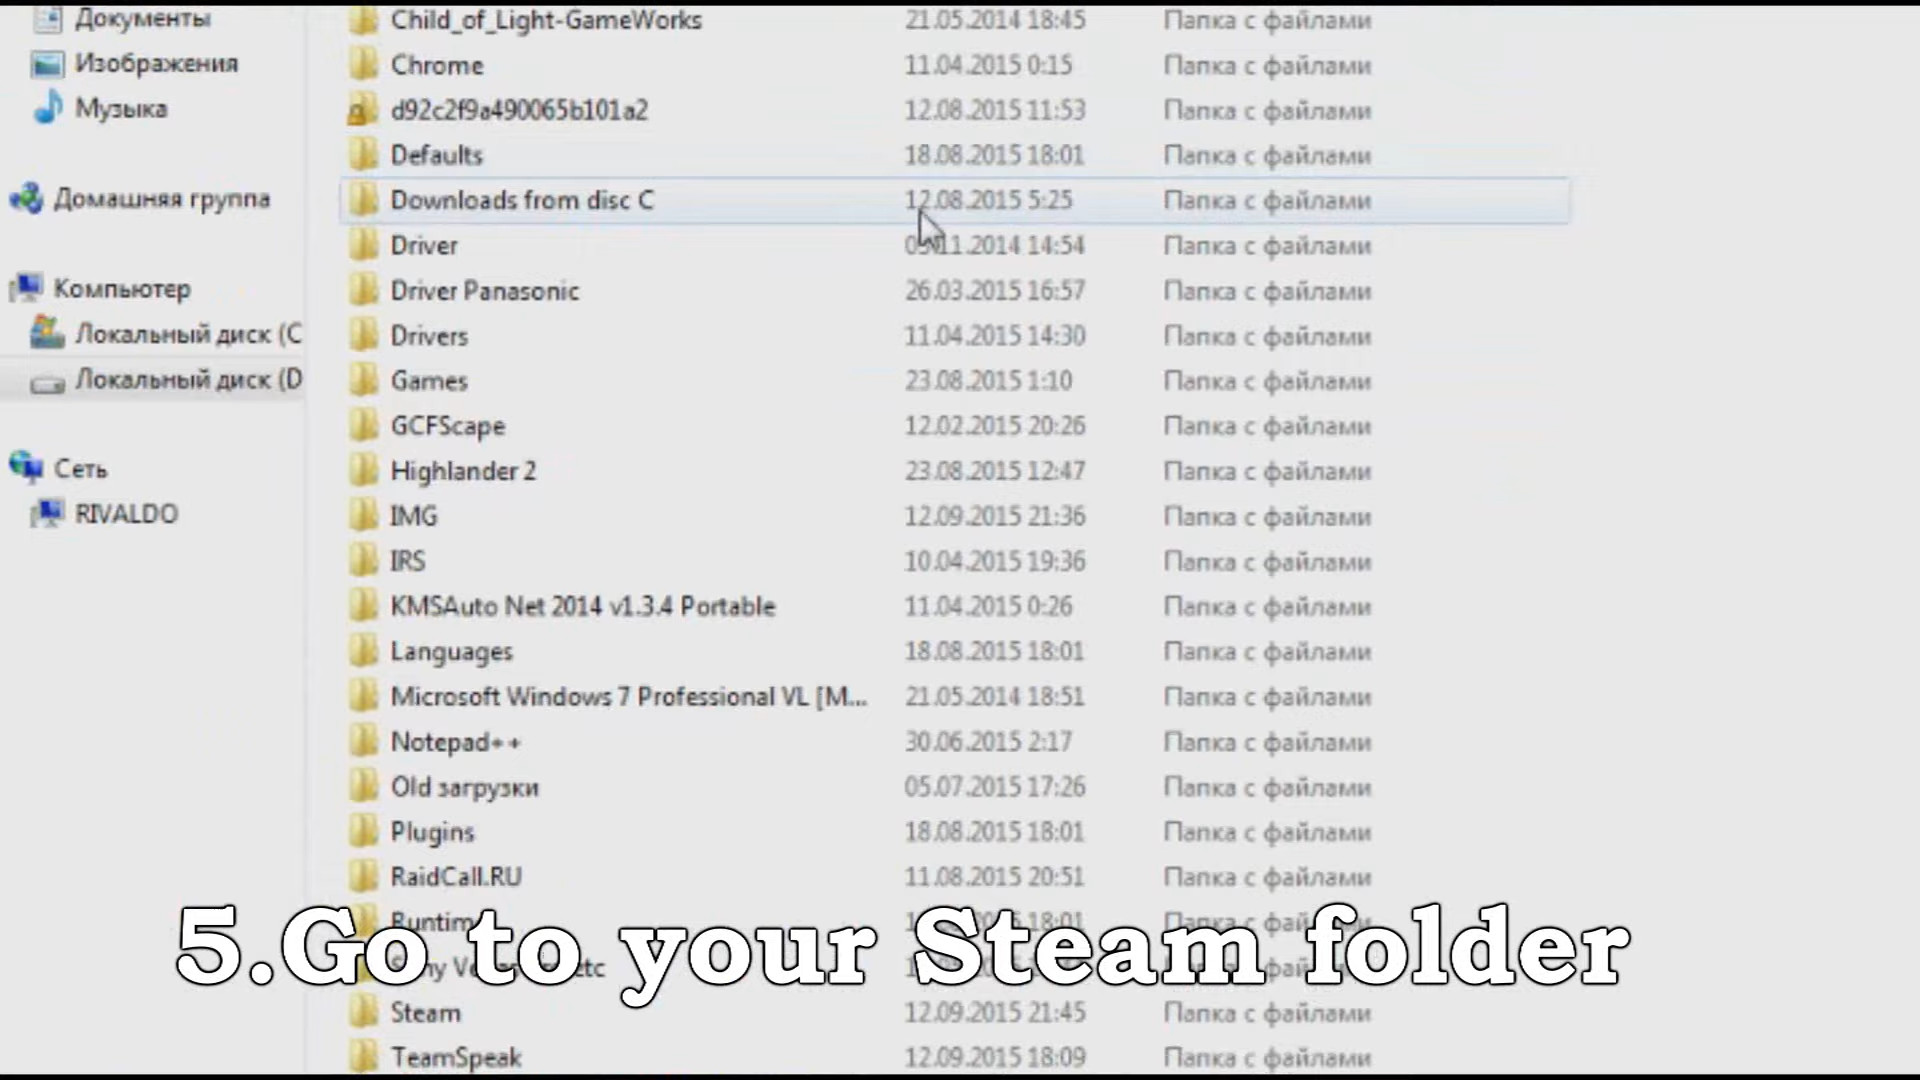 Документы
Изображения
Музыка
Домашняя группа
Компьютер
Локальный диск (C
Локальный диск (D
Сеть
RIVALDO
Child_of_Light-GameWorks 21.05.2014 18:45 Папка с файлами
Chrome 11.04.2015 0:15 Папка с файлами
d92c2f9a490065b101a2 12.08.2015 11:53 Папка с файлами
Defaults 18.08.2015 18:01 Папка с файлами
Downloads from disc C 12.08.2015 5:25 Папка с файлами
Driver 11.2014 14:54 Папка с файлами
Driver Panasonic 26.03.2015 16:57 Папка с файлами
Drivers 11.04.2015 14:30 Папка с файлами
Games 23.08.2015 1:10 Папка с файлами
GCFScape 12.02.2015 20:26 Папка с файлами
Highlander 2 23.08.2015 12:47 Папка с файлами
IMG 12.09.2015 21:36 Папка с файлами
IRS 10.04.2015 19:36 Папка с файлами
KMSAuto Net 2014 v1.3.4 Portable 11.04.2015 0:26 Папка с файлами
Languages 18.08.2015 18:01 Папка с файлами
Microsoft Windows 7 Professional VL [M... 21.05.2014 18:51 Папка с файлами
Notepad++ 30.06.2015 2:17 Папка с файлами
Old загрузки 05.07.2015 17:26 Папка с файлами
Plugins 18.08.2015 18:01 Папка с файлами
RaidCall.RU 11.08.2015 20:51 Папка с файлами
18:01 Папка с файлами
5.Go to your Steam folder
Steam 12.09.2015 21:45 Папка с файлами
TeamSpeak 12.09.2015 18:09 Папка с файлами